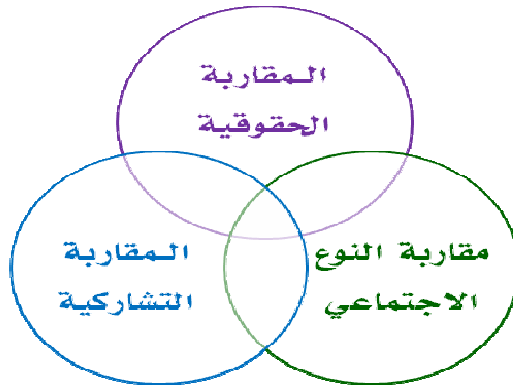 المقاربة
الحقوقية
مقاربة النوع
الاجتماعي
المقاربة
التشاركية